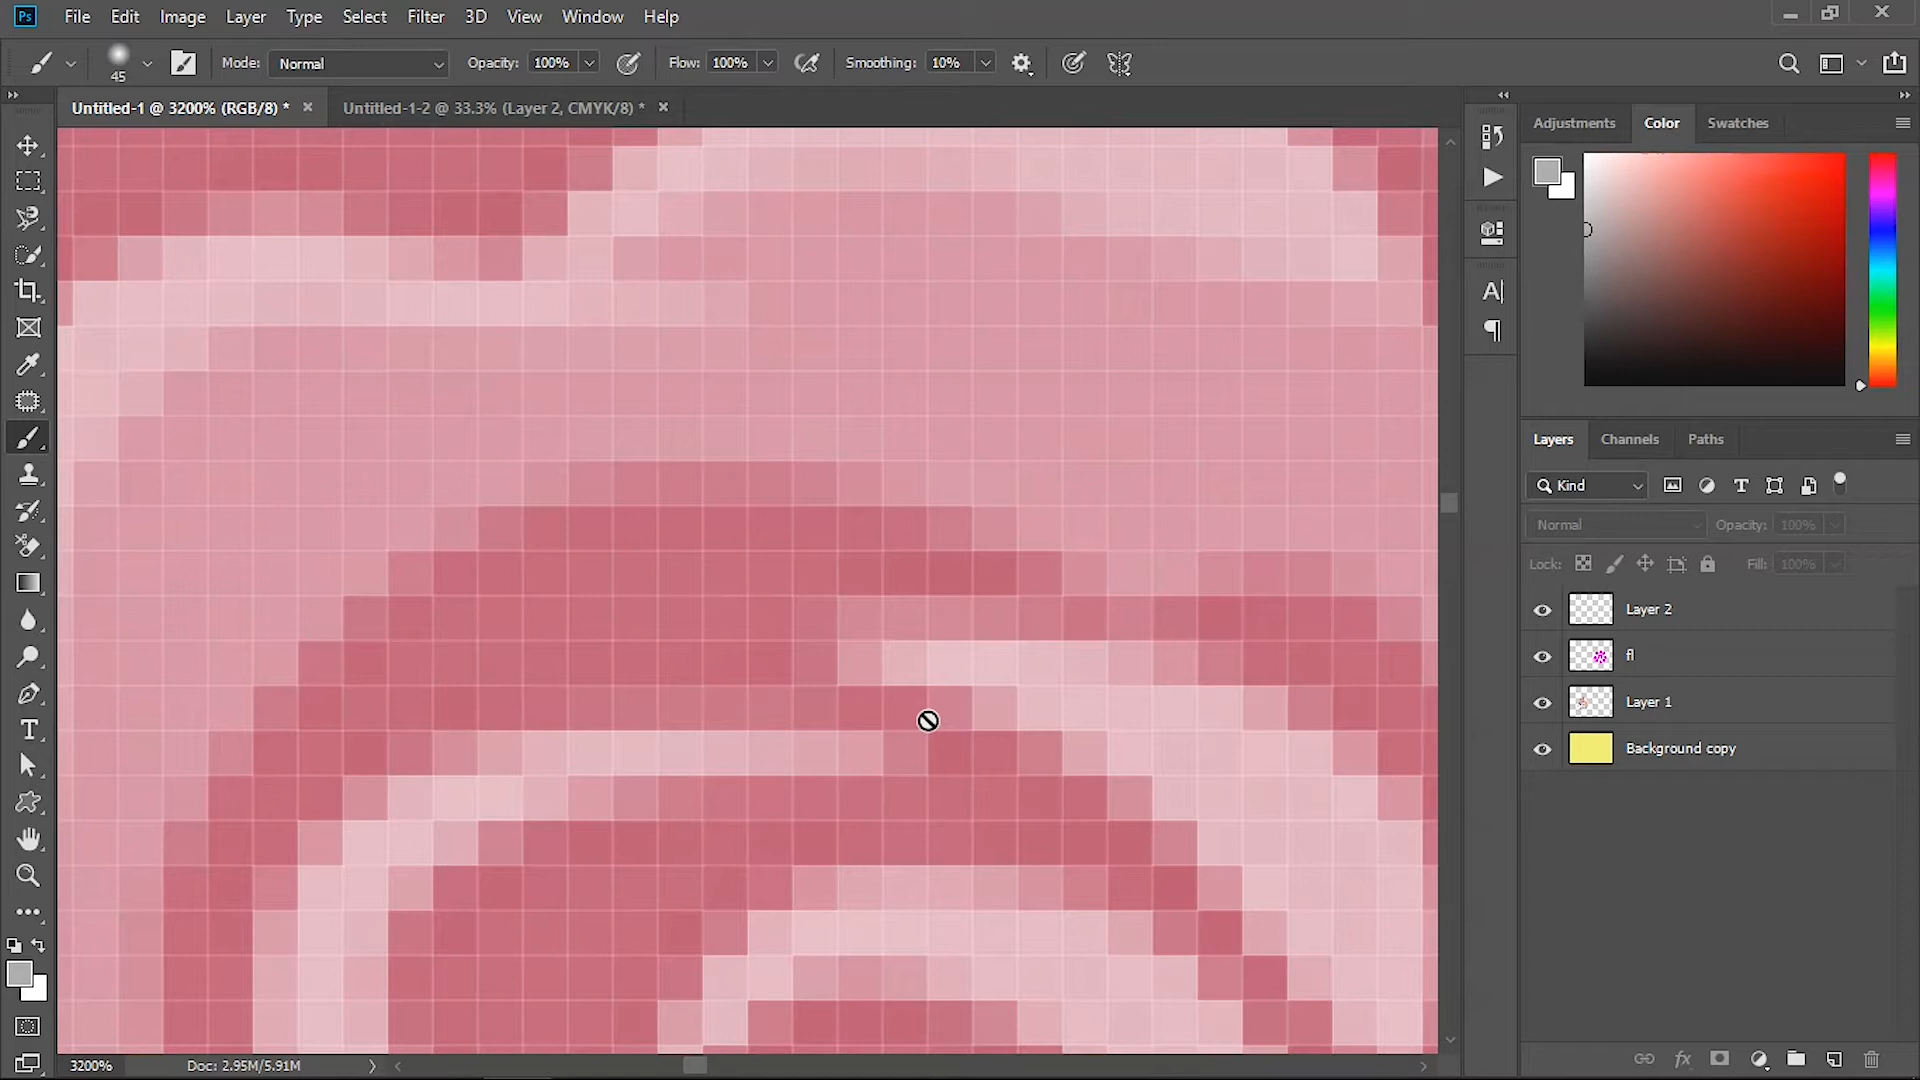 Ps File Edit Image Layer Type Select Filter 3D View Window Help
45 Mode: Normal Opacity: 100% Flow: 100% Smoothing: 10%
Untitled-1 @ 3200% (RGB/8) * × Untitled-1-2 @ 33.3% (Layer 2, CMYK/8) * ×
Adjustments Color Swatches
Layers Channels Paths
Kind
Normal Opacity: 100%
Lock: Fill: 100%
Layer 2
fl
Layer 1
Background copy
3200% Doc: 2.95M/5.91M